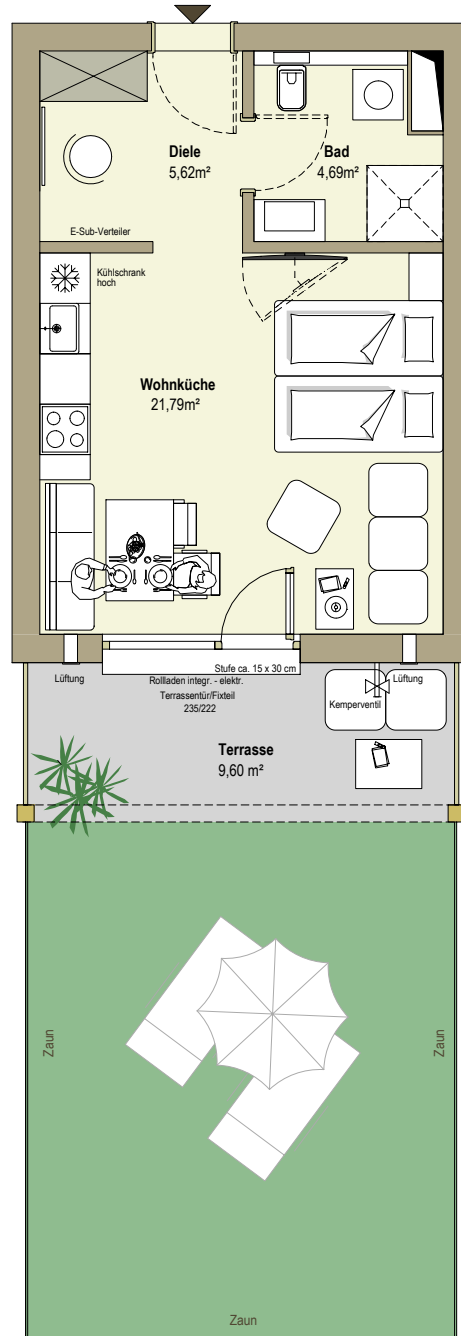 Diele
5,62m²
Bad
4,69m²
E-Sub-Verteiler
Kühlschrank
hoch
Wohnküche
21,79m²
Stufe ca. 15 x 30 cm
Lüftung
Rollladen integr. - elektr.
Lüftung
Terrassentür/Fixteil
235/222
Kemperventil
Terrasse
9,60 m²
Zaun
Zaun
Zaun